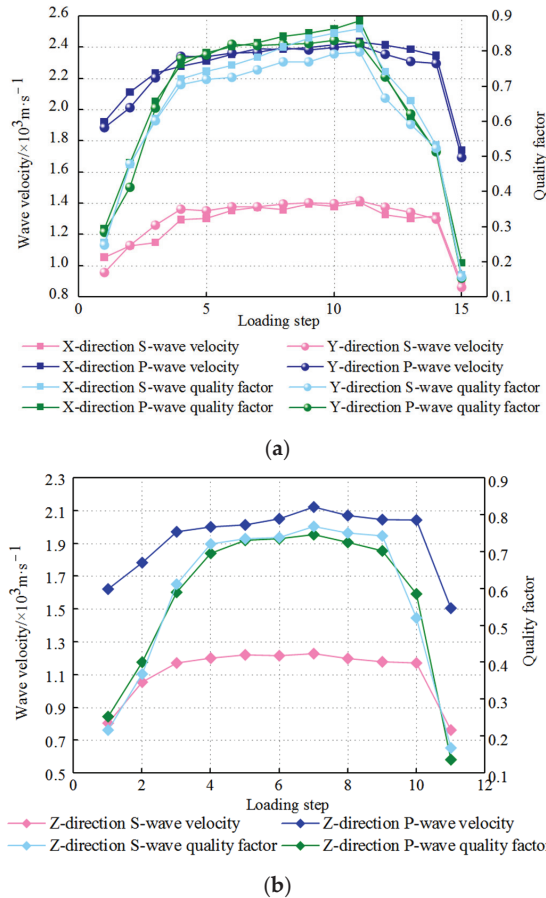 2.6
2.4
2.2
2.0
1.8
1.6
1.4
1.2
1.0
0.8
Wave velocity/×10³m·s⁻¹
0.9
0.8
0.7
0.6
0.5
0.4
0.3
0.2
0.1
Quality factor
0 5 10 15
Loading step
X-direction S-wave velocity Y-direction S-wave velocity
X-direction P-wave velocity Y-direction P-wave velocity
X-direction S-wave quality factor Y-direction S-wave quality factor
X-direction P-wave quality factor Y-direction P-wave quality factor
(a)
2.3
2.1
1.9
1.7
1.5
1.3
1.1
0.9
0.7
0.5
Wave velocity/×10³m·s⁻¹
0.9
0.8
0.7
0.6
0.5
0.4
0.3
0.2
0.1
Quality factor
0 2 4 6 8 10 12
Loading step
Z-direction S-wave velocity Z-direction P-wave velocity
Z-direction S-wave quality factor Z-direction P-wave quality factor
(b)